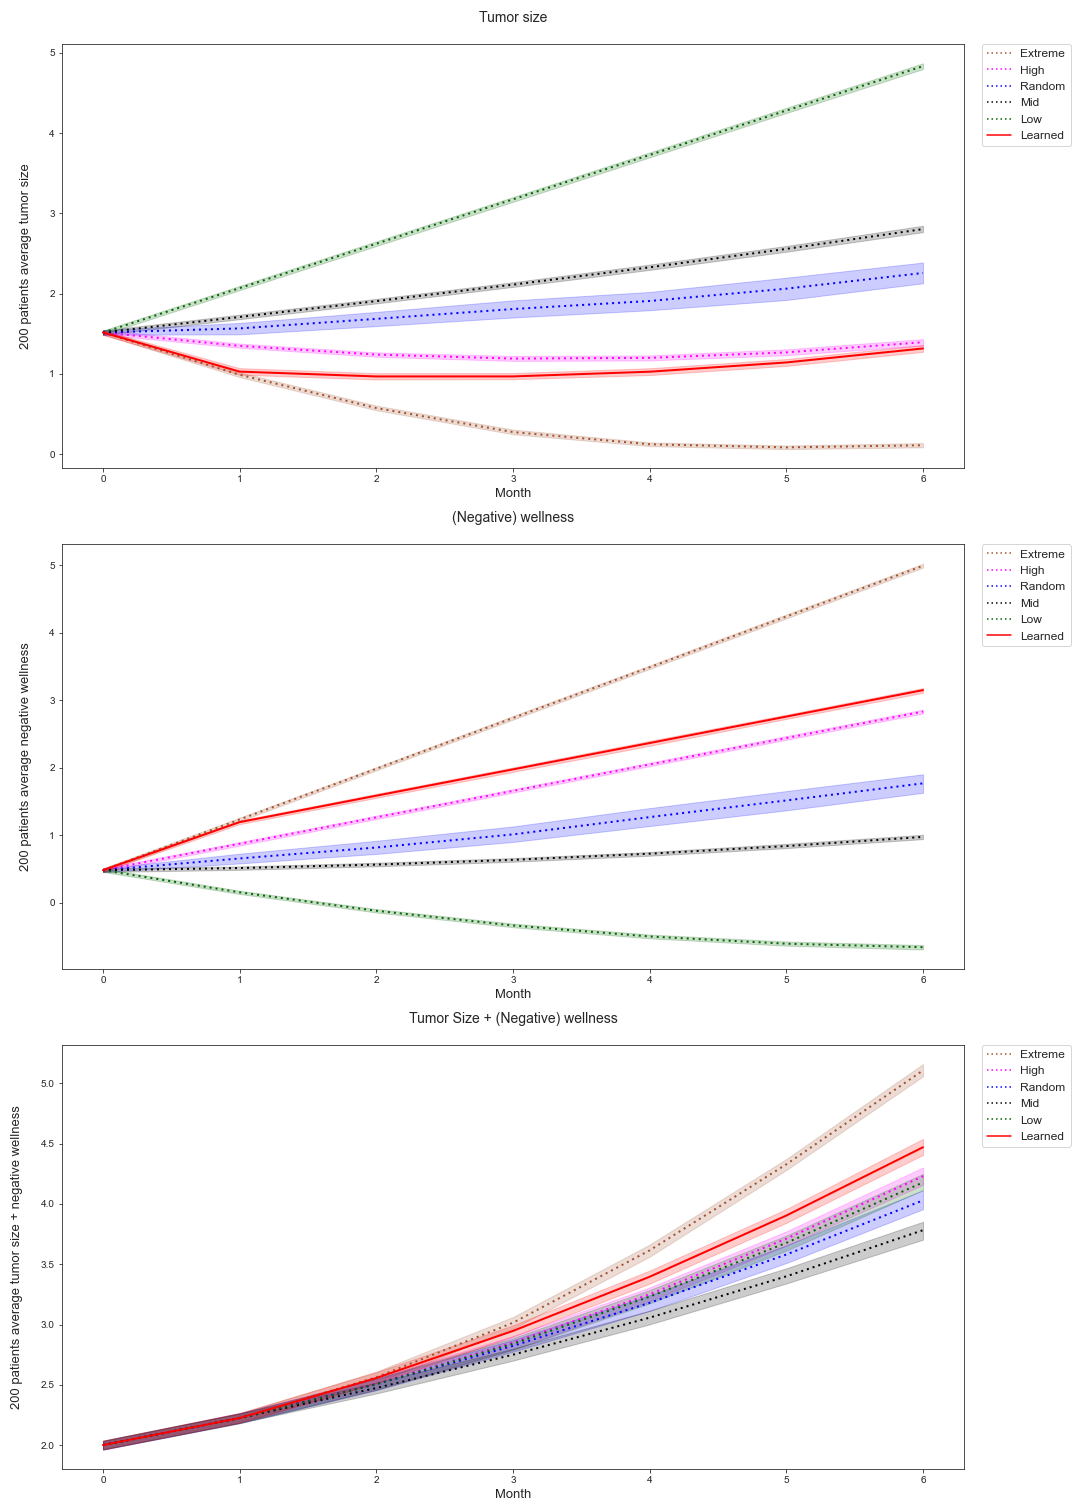 Tumor size
5
4
3
2
1
0
200 patients average tumor size
0 1 2 3 4 5 6
Month
Extreme
High
Random
Mid
Low
Learned
(Negative) wellness
5
4
3
2
1
0
200 patients average negative wellness
0 1 2 3 4 5 6
Month
Extreme
High
Random
Mid
Low
Learned
Tumor Size + (Negative) wellness
5.0
4.5
4.0
3.5
3.0
2.5
2.0
200 patients average tumor size + negative wellness
0 1 2 3 4 5 6
Month
Extreme
High
Random
Mid
Low
Learned